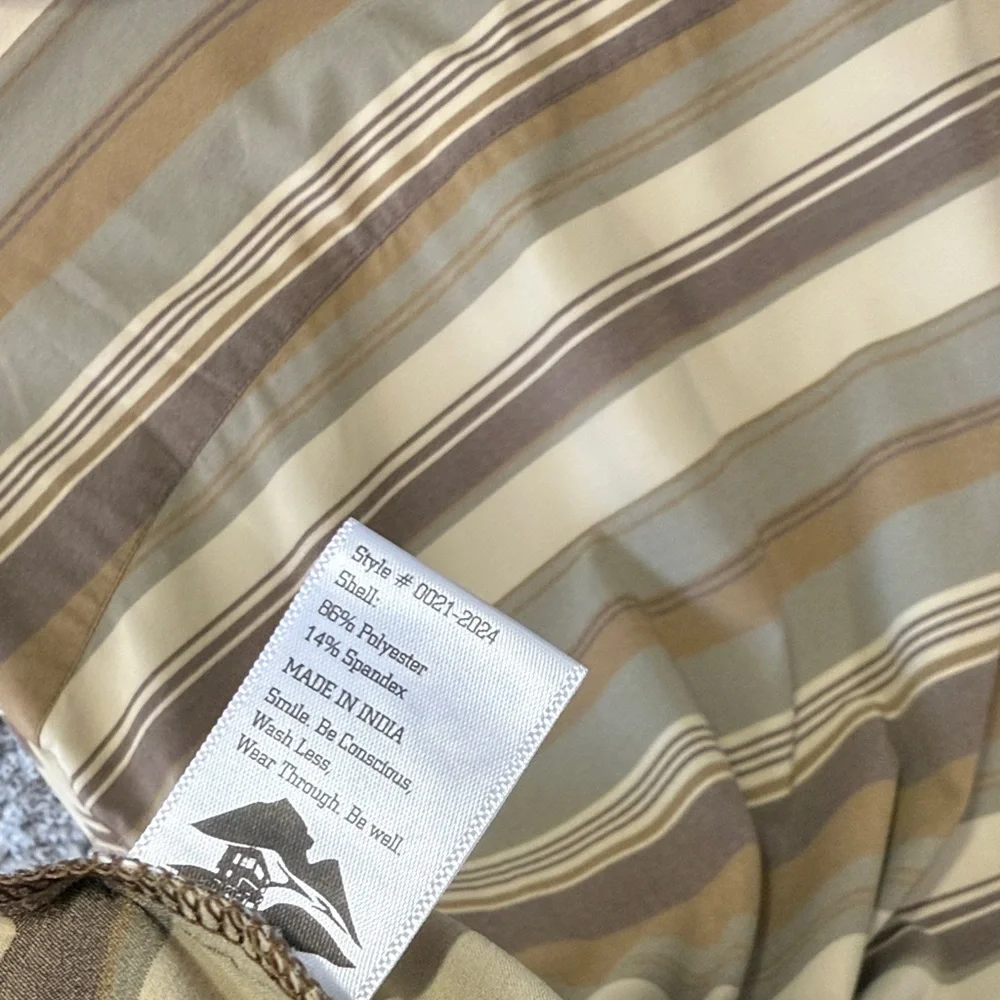 Style # 0021-2024
Shell:
86% Polyester
14% Spandex
MADE IN INDIA
Smile. Be Conscious,
Wash Less,
Wear Through. Be well.